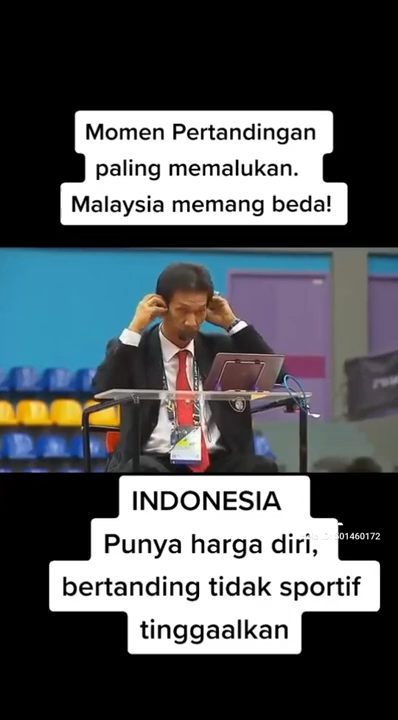 Momen Pertandingan
paling memalukan.
Malaysia memang beda!
INDONESIA
Punya harga diri,
bertanding tidak sportif
tinggaalkan